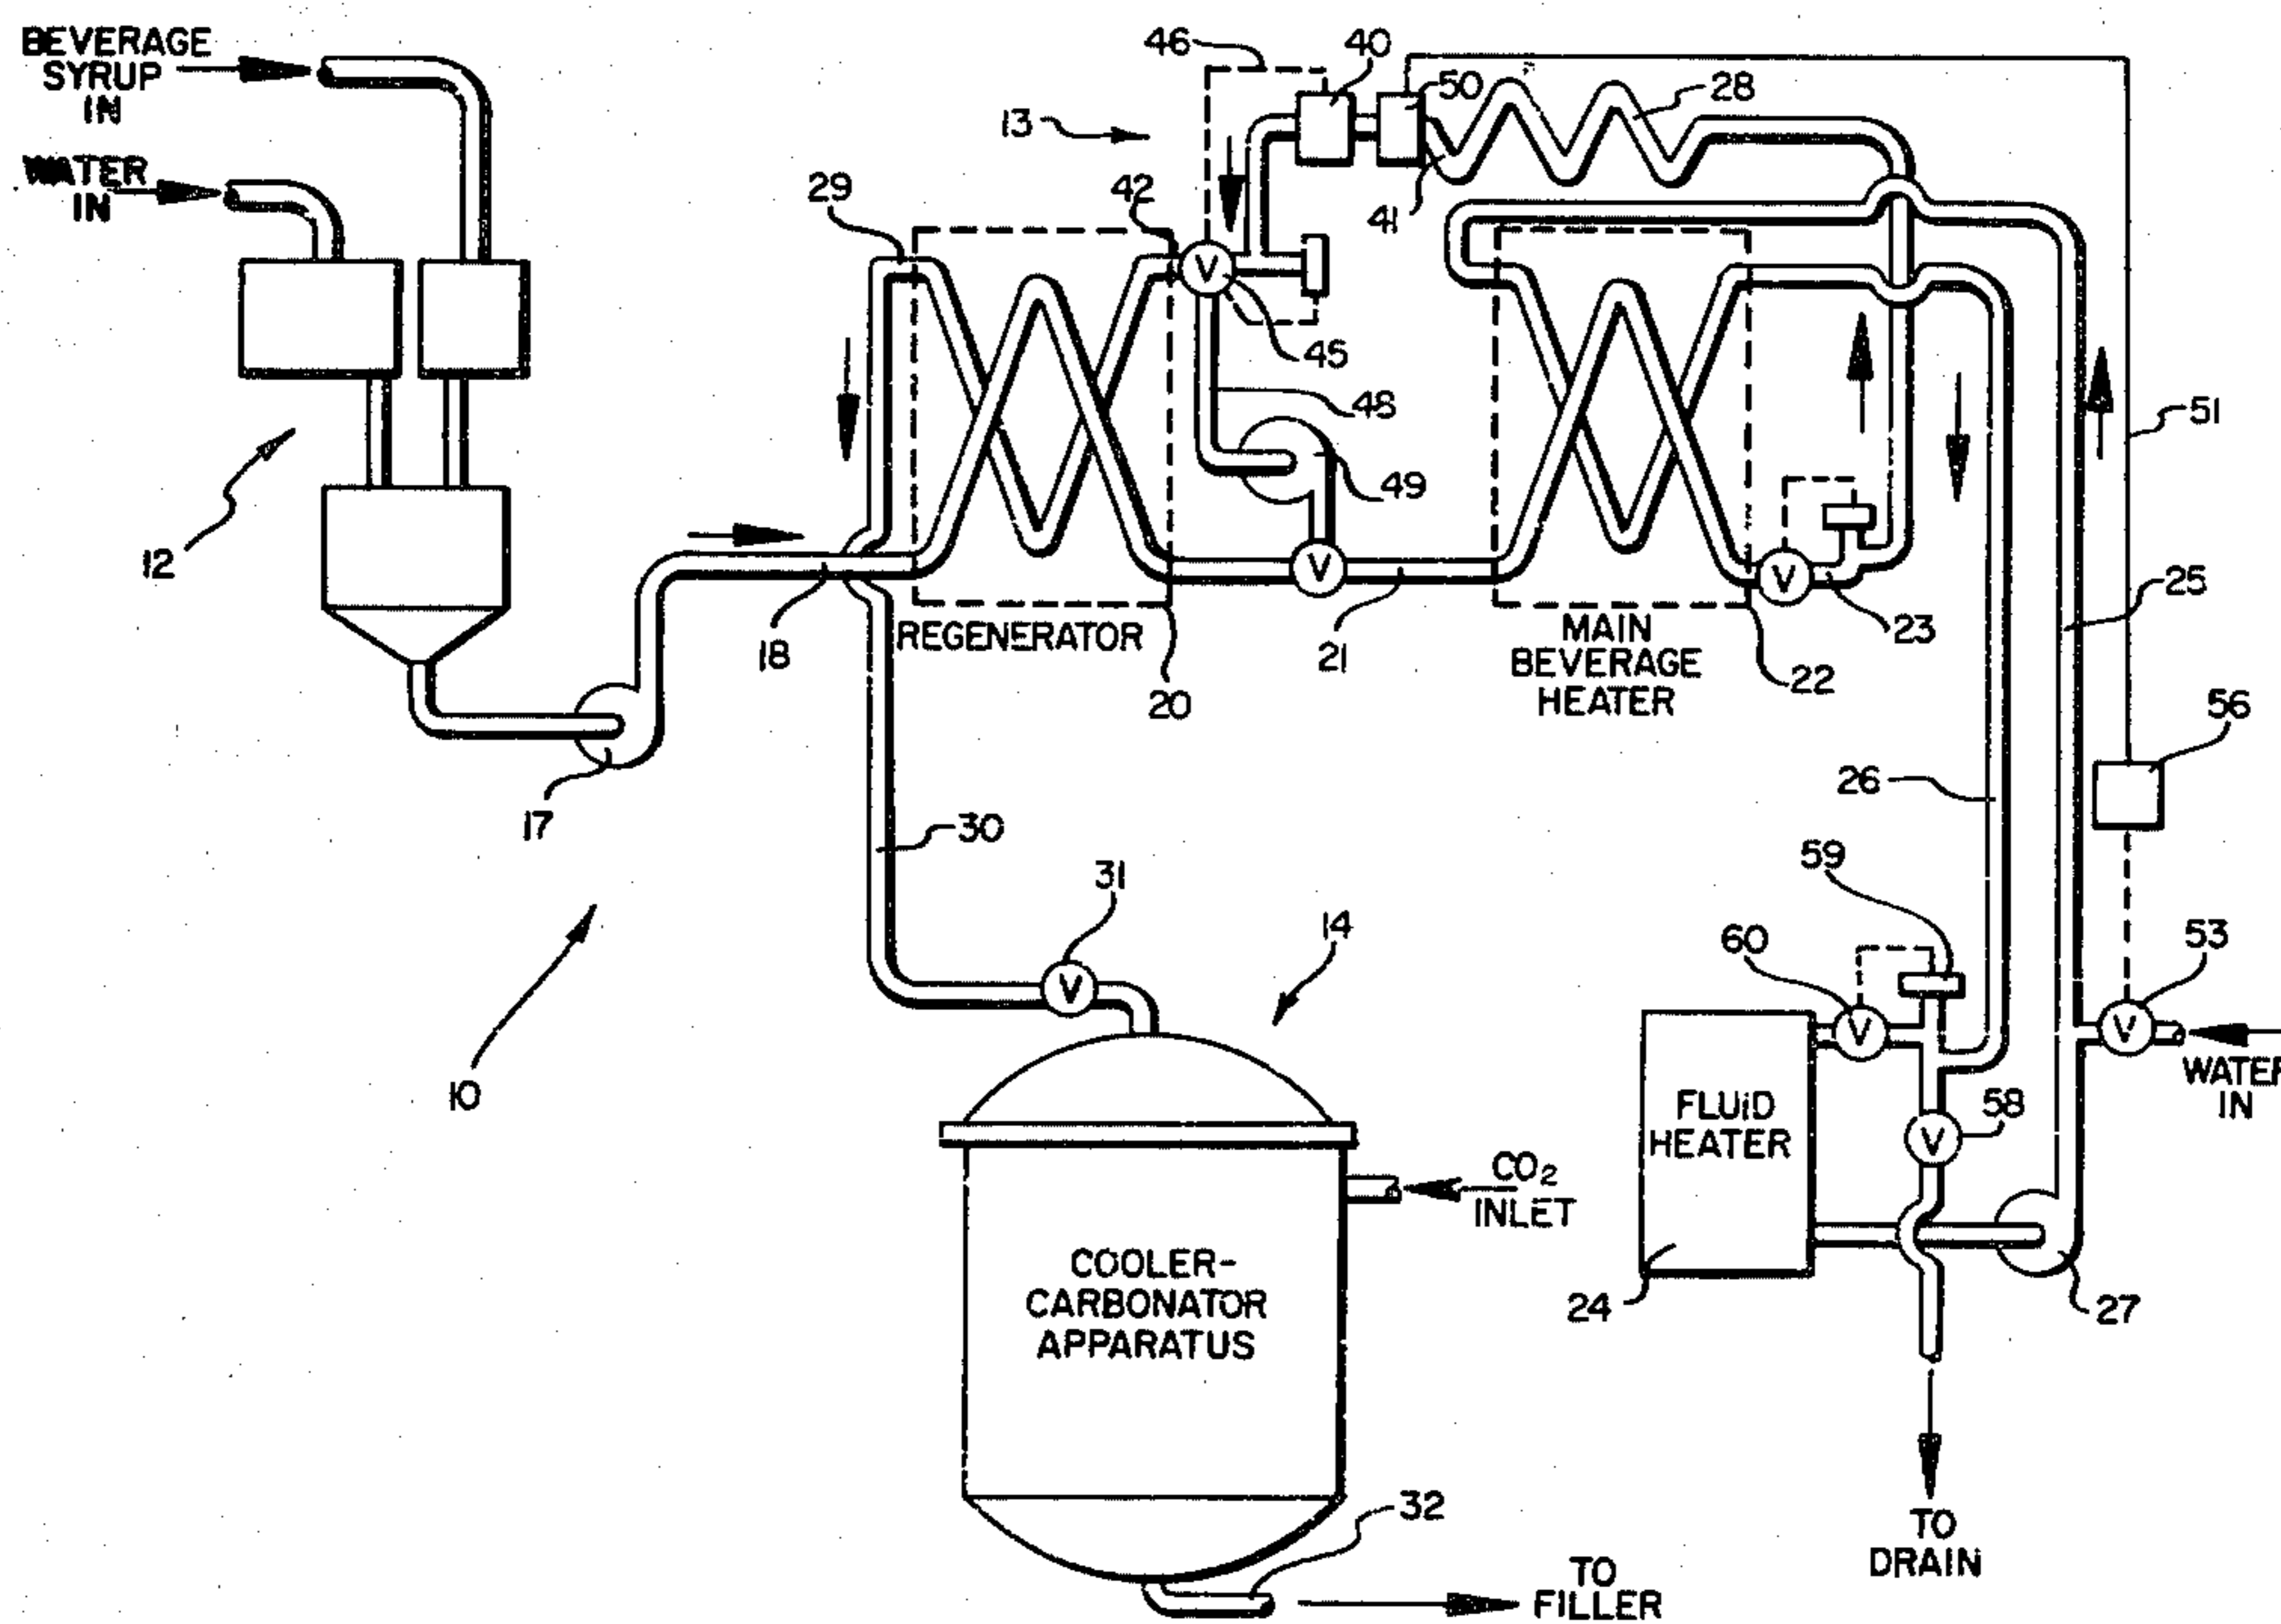 BEVERAGE
SYRUP
IN
WATER
IN
12
17
10
18
29
13
46
40
50
28
41
42
V
45
48
49
V
REGENERATOR
20
21
MAIN
BEVERAGE
HEATER
V
23
22
51
25
26
56
30
31
V
14
59
60
V
53
V
WATER
IN
58
V
FLUID
HEATER
24
27
CO2
INLET
COOLER-
CARBONATOR
APPARATUS
32
TO
FILLER
TO
DRAIN